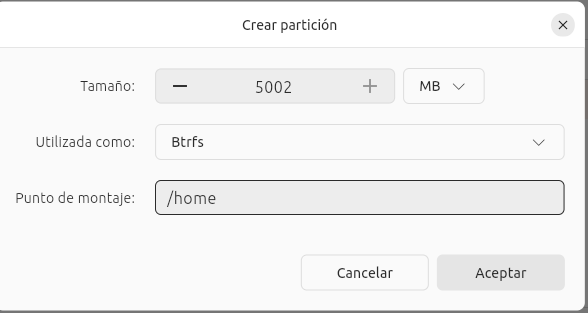 Crear partición
Tamaño: 5002 MB
Utilizada como: Btrfs
Punto de montaje: /home
Cancelar Aceptar